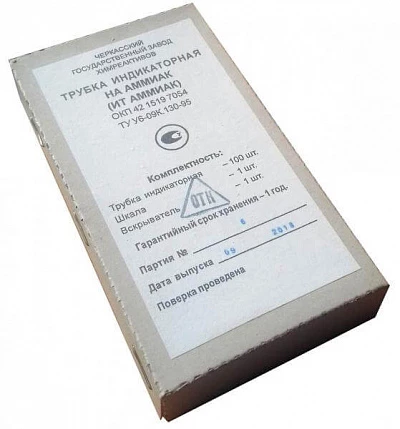 ЧЕРКАССКИЙ
ГОСУДАРСТВЕННЫЙ ЗАВОД
ХИМРЕАКТИВОВ
ТРУБКА ИНДИКАТОРНАЯ
НА АММИАК
(ИТ АММИАК)
ОКП 42 1519 7054
ТУ У6-09К.130-95
Комплектность:
Трубка индикаторная – 100 шт.
Шкала – 1 шт.
Вскрыватель – 1 шт.
ОТК
Гарантийный срок хранения – 1 год.
Партия № 6
Дата выпуска 09 2018
Поверка проведена